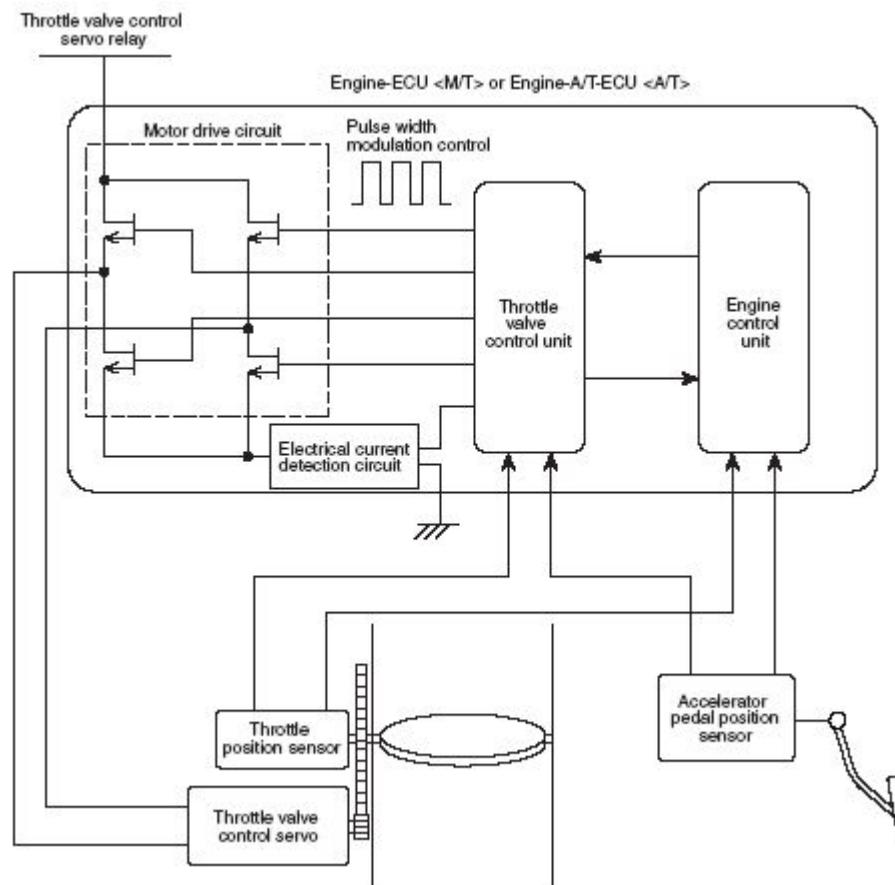 Throttle valve control
servo relay
Engine-ECU <M/T> or Engine-A/T-ECU <A/T>
Motor drive circuit
Pulse width
modulation control
Throttle
valve
control unit
Engine
control
unit
Electrical current
detection circuit
Throttle
position sensor
Accelerator
pedal position
sensor
Throttle valve
control servo